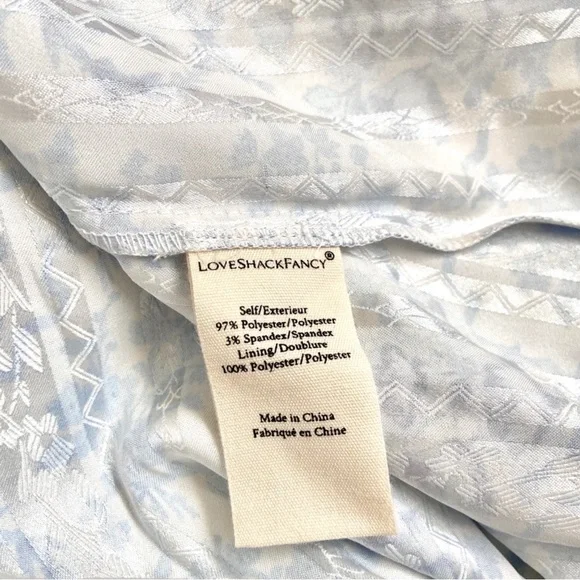 LoveShackFancy®
Self/Exterieur
97% Polyester/Polyester
3% Spandex/Spandex
Lining/Doublure
100% Polyester/Polyester
Made in China
Fabriqué en Chine